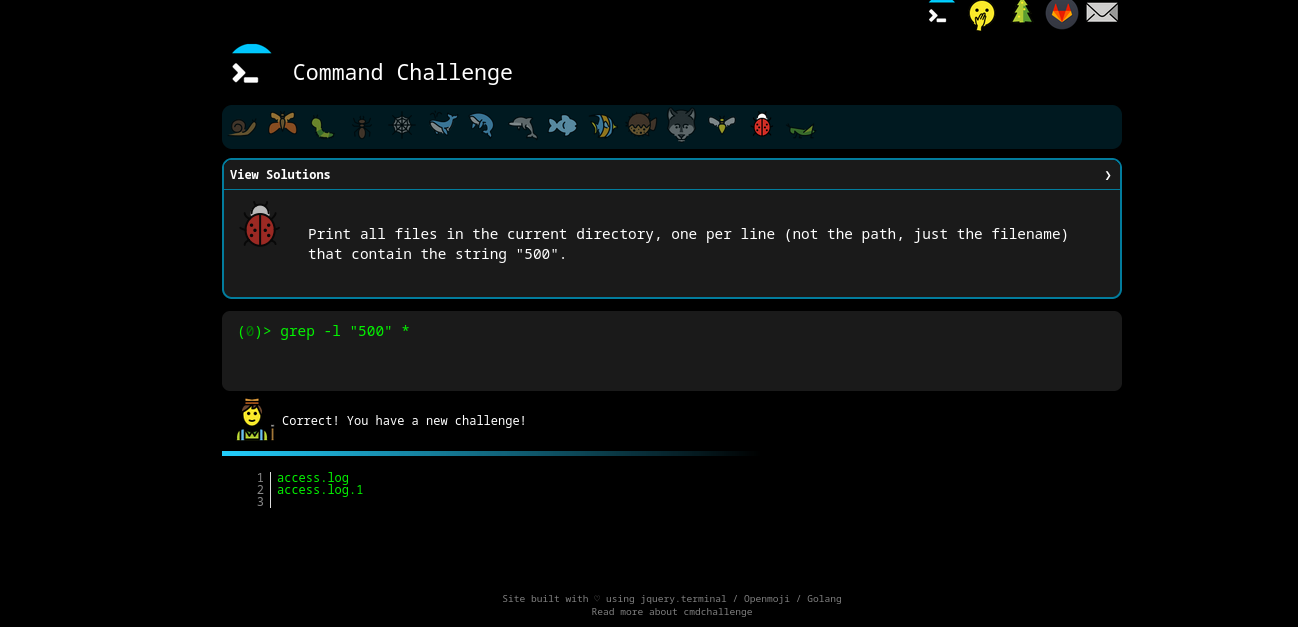 Command Challenge
View Solutions ❯
Print all files in the current directory, one per line (not the path, just the filename)
that contain the string "500".
(0)> grep -l "500" *
Correct! You have a new challenge!
1 access.log
2 access.log.1
3
Site built with ♡ using jquery.terminal / Openmoji / Golang
Read more about cmdchallenge